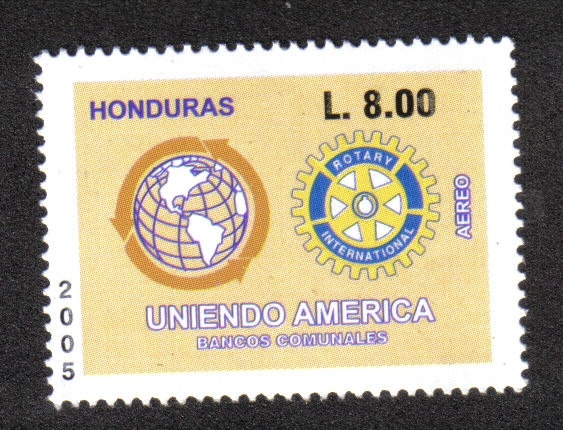 HONDURAS
L. 8.00
ROTARY
INTERNATIONAL
AEREO
UNIENDO AMERICA
BANCOS COMUNALES
2005